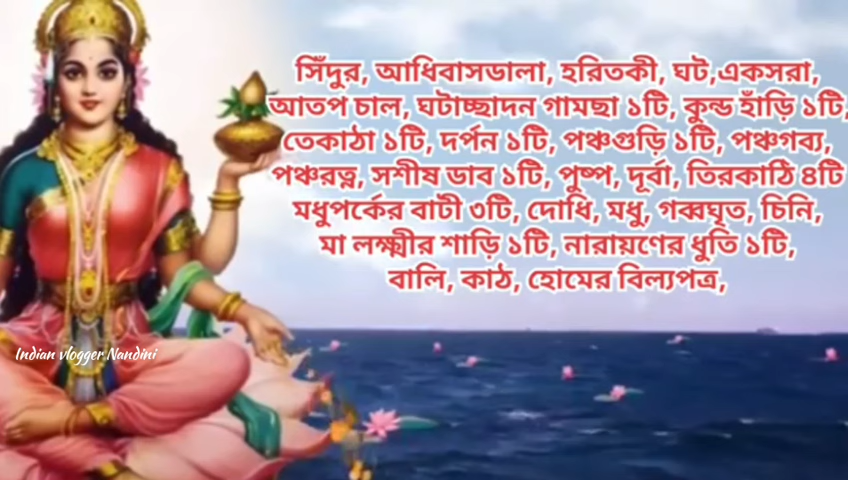 সিঁদুর, আধিবাসডালা, হরিতকী, ঘট,একসরা,
আতপ চাল, ঘটাচ্ছাদন গামছা ১টি, কুন্ড হাঁড়ি ১টি,
তেকাঠা ১টি, দর্পন ১টি, পঞ্চগুড়ি ১টি, পঞ্চগব্য,
পঞ্চরত্ন, সশীষ ডাব ১টি, পুষ্প, দূর্বা, তিরকাঠি ৪টি
মধুপর্কের বাটী ৩টি, দোধি, মধু, গব্বঘৃত, চিনি,
মা লক্ষ্মীর শাড়ি ১টি, নারায়ণের ধুতি ১টি,
বালি, কাঠ, হোমের বিল্যপত্র,
Indian vlogger Nandini